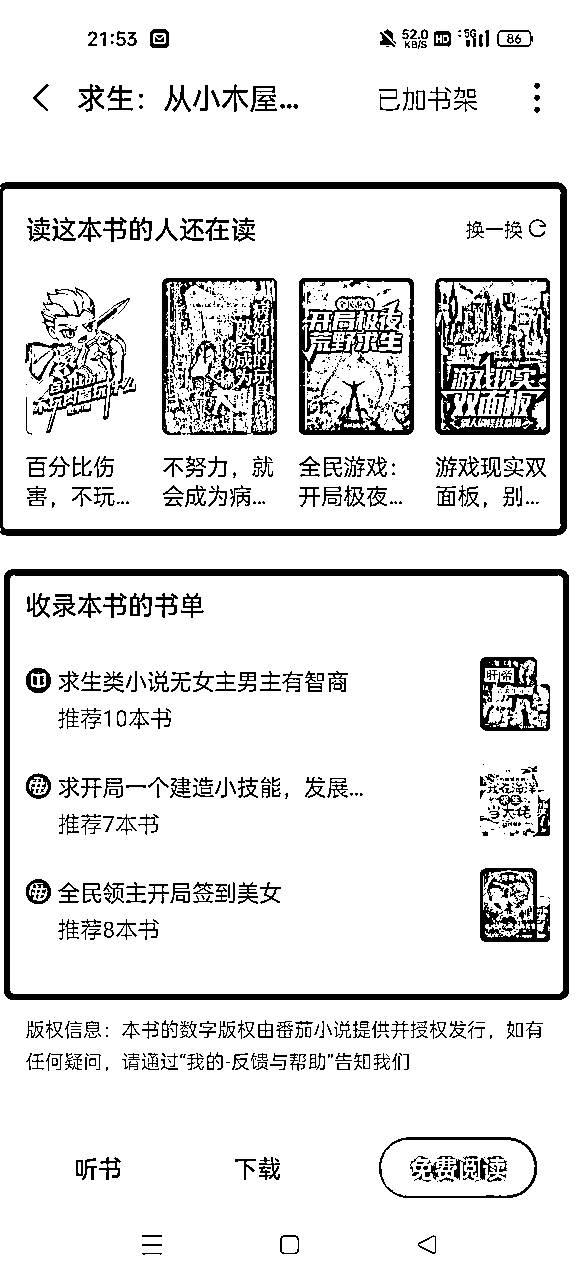 21:53
52.0 KB/S HD 5G 86
求生：从小木屋... 已加书架
读这本书的人还在读 换一换
开局极夜
荒野求生
游戏现实
双面板
百分比伤 不努力，就 全民游戏： 游戏现实双
害，不玩... 会成为病... 开局极夜... 面板，别...
收录本书的书单
求生类小说无女主男主有智商
推荐10本书
求开局一个建造小技能，发展...
推荐7本书
全民领主开局签到美女
推荐8本书
版权信息：本书的数字版权由番茄小说提供并授权发行，如有
任何疑问，请通过“我的-反馈与帮助”告知我们
听书 下载 免费阅读